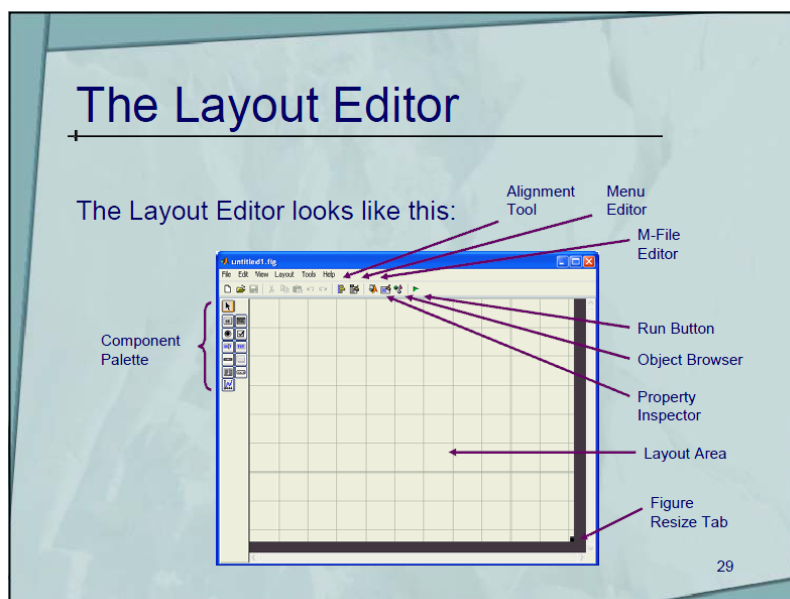 The Layout Editor
The Layout Editor looks like this:
Alignment
Tool
Menu
Editor
M-File
Editor
untitled1.fig
File Edit View Layout Tools Help
Component
Palette
Run Button
Object Browser
Property
Inspector
Layout Area
Figure
Resize Tab
29